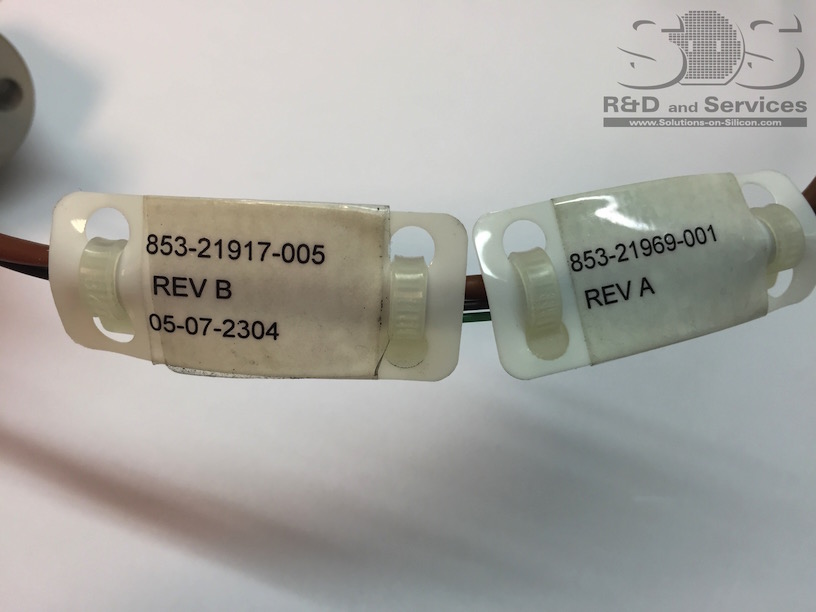 SDS
R&D AND Services
www.Solutions-on-Silicon.com
853-21917-005
REV B
05-07-2304
853-21969-001
REV A